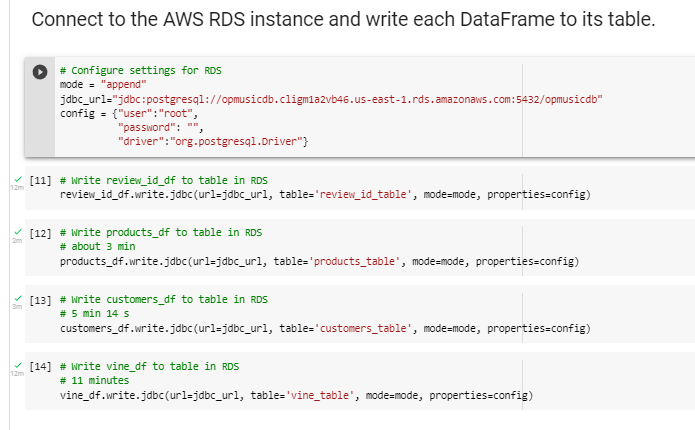 Connect to the AWS RDS instance and write each DataFrame to its table.
# Configure settings for RDS
mode = "append"
jdbc_url="jdbc:postgresql://opmusicdb.cligm1a2vb46.us-east-1.rds.amazonaws.com:5432/opmusicdb"
config = {"user":"root",
"password": "",
"driver":"org.postgresql.Driver"}
[11] # Write review_id_df to table in RDS
12m review_id_df.write.jdbc(url=jdbc_url, table='review_id_table', mode=mode, properties=config)
[12] # Write products_df to table in RDS
2m # about 3 min
products_df.write.jdbc(url=jdbc_url, table='products_table', mode=mode, properties=config)
[13] # Write customers_df to table in RDS
3m # 5 min 14 s
customers_df.write.jdbc(url=jdbc_url, table='customers_table', mode=mode, properties=config)
[14] # Write vine_df to table in RDS
12m # 11 minutes
vine_df.write.jdbc(url=jdbc_url, table='vine_table', mode=mode, properties=config)